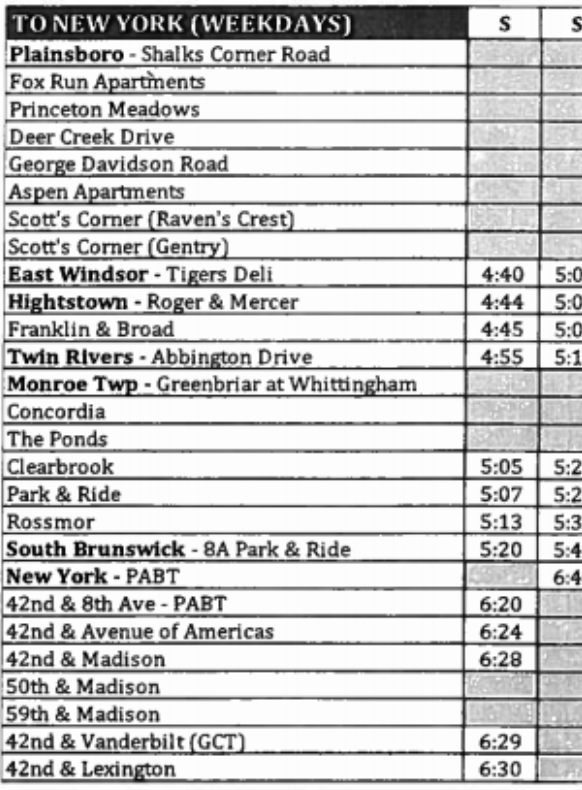 TO NEW YORK (WEEKDAYS) S S
Plainsboro - Shalks Corner Road
Fox Run Apartments
Princeton Meadows
Deer Creek Drive
George Davidson Road
Aspen Apartments
Scott's Corner (Raven's Crest)
Scott's Corner (Gentry)
East Windsor - Tigers Deli 4:40 5:0
Hightstown - Roger & Mercer 4:44 5:0
Franklin & Broad 4:45 5:0
Twin Rivers - Abbington Drive 4:55 5:1
Monroe Twp - Greenbriar at Whittingham
Concordia
The Ponds
Clearbrook 5:05 5:2
Park & Ride 5:07 5:2
Rossmor 5:13 5:3
South Brunswick - 8A Park & Ride 5:20 5:4
New York - PABT 6:4
42nd & 8th Ave - PABT 6:20
42nd & Avenue of Americas 6:24
42nd & Madison 6:28
50th & Madison
59th & Madison
42nd & Vanderbilt (GCT) 6:29
42nd & Lexington 6:30